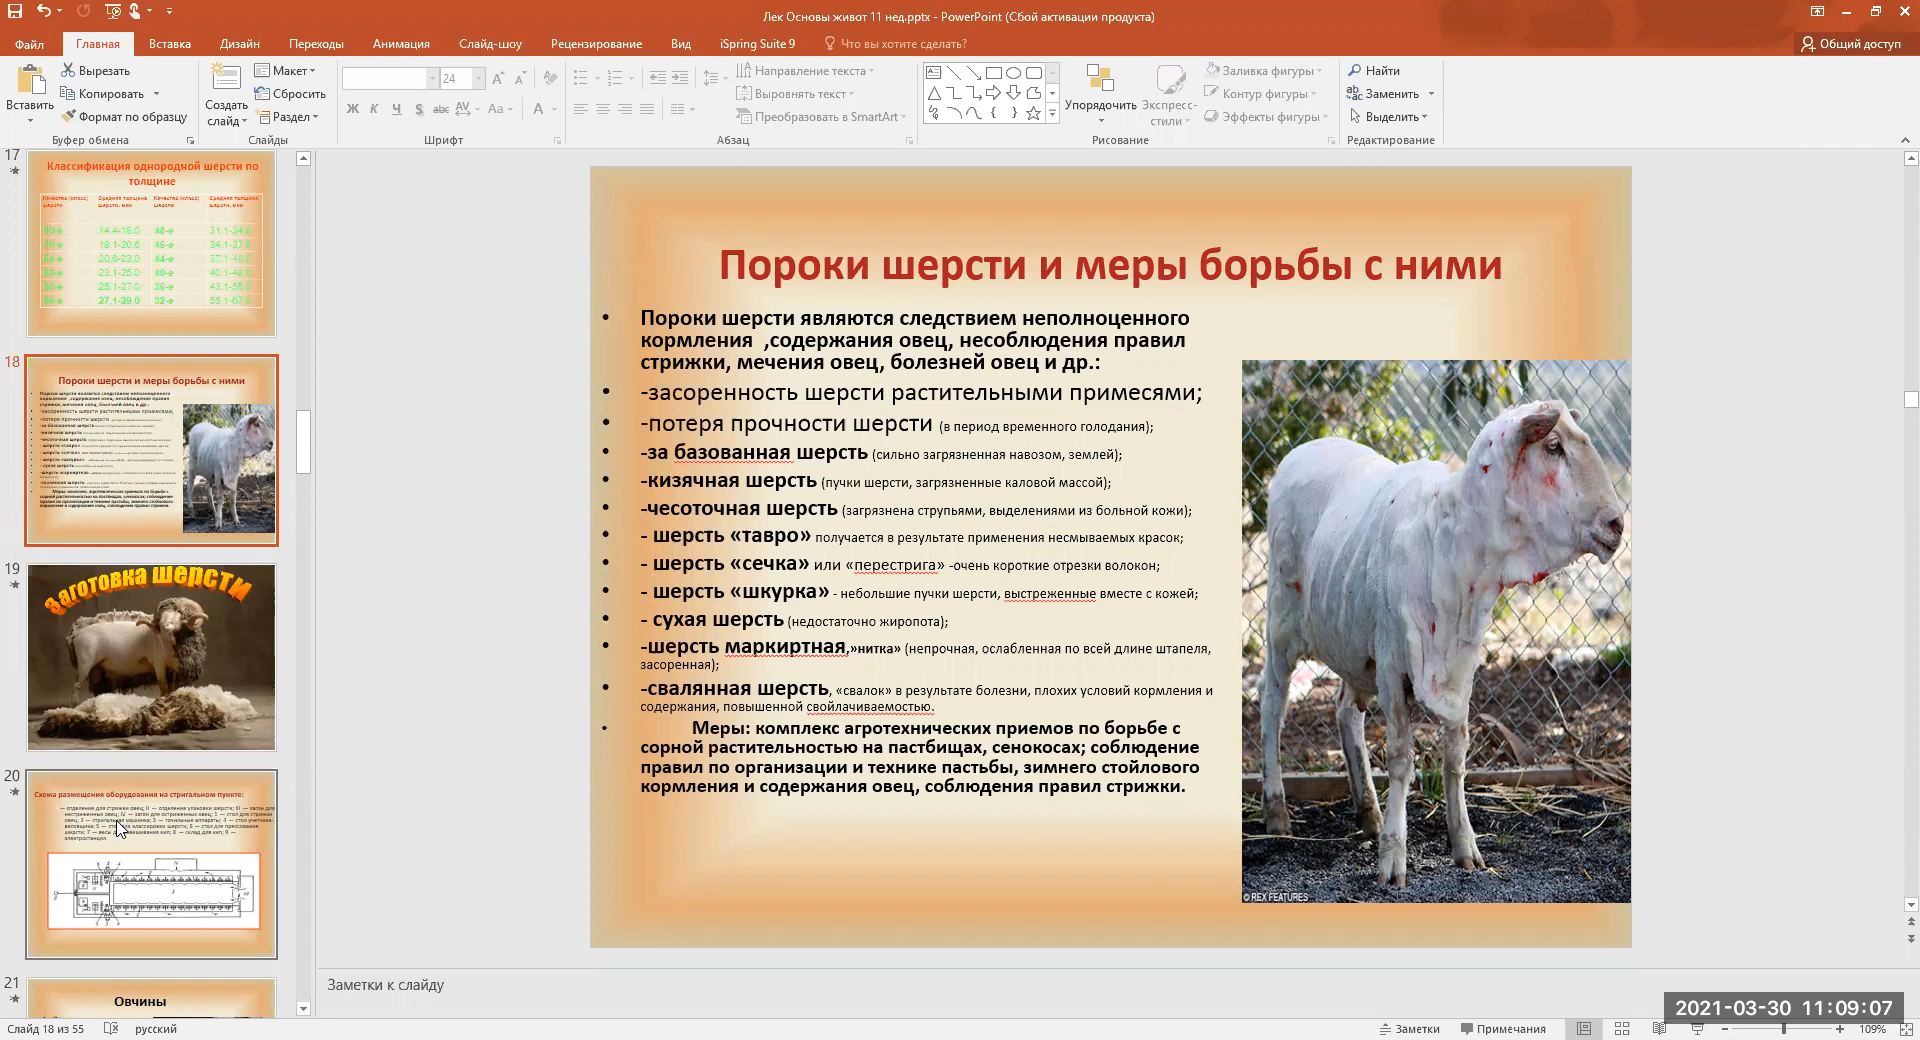 Лек Основы живот 11 нед.pptx - PowerPoint (Сбой активации продукта)
Файл
Главная
Вставка
Дизайн
Переходы
Анимация
Слайд-шоу
Рецензирование
Вид
iSpring Suite 9
Что вы хотите сделать?
Общий доступ
Вставить
Вырезать
Копировать
Формат по образцу
Буфер обмена
Создать слайд
Макет
Сбросить
Раздел
Слайды
24
Ж К Ч S abc AV Aa A
Шрифт
Направление текста
Выровнять текст
Преобразовать в SmartArt
Абзац
Упорядочить
Экспресс-стили
Заливка фигуры
Контур фигуры
Эффекты фигуры
Рисование
Найти
Заменить
Выделить
Редактирование
17
Классификация однородной шерсти по
толщине
18
Пороки шерсти и меры борьбы с ними
19
Заготовка шерсти
20
Схема размещения оборудования на стригальном пункте:
21
Овчины
Пороки шерсти и меры борьбы с ними
• Пороки шерсти являются следствием неполноценного
кормления ,содержания овец, несоблюдения правил
стрижки, мечения овец, болезней овец и др.:
• -засоренность шерсти растительными примесями;
• -потеря прочности шерсти (в период временного голодания);
• -за базованная шерсть (сильно загрязненная навозом, землей);
• -кизячная шерсть (пучки шерсти, загрязненные каловой массой);
• -чесоточная шерсть (загрязнена струпьями, выделениями из больной кожи);
• - шерсть «тавро» получается в результате применения несмываемых красок;
• - шерсть «сечка» или «перестрига» -очень короткие отрезки волокон;
• - шерсть «шкурка» - небольшие пучки шерсти, выстреженные вместе с кожей;
• - сухая шерсть (недостаточно жиропота);
• -шерсть маркиртная,»нитка» (непрочная, ослабленная по всей длине штапеля,
засоренная);
• -свалянная шерсть, «свалок» в результате болезни, плохих условий кормления и
содержания, повышенной свойлачиваемостью.
• Меры: комплекс агротехнических приемов по борьбе с
сорной растительностью на пастбищах, сенокосах; соблюдение
правил по организации и технике пастьбы, зимнего стойлового
кормления и содержания овец, соблюдения правил стрижки.
© REX FEATURES
Заметки к слайду
2021-03-30 11:09:07
Слайд 18 из 55
русский
Заметки
Примечания
109%